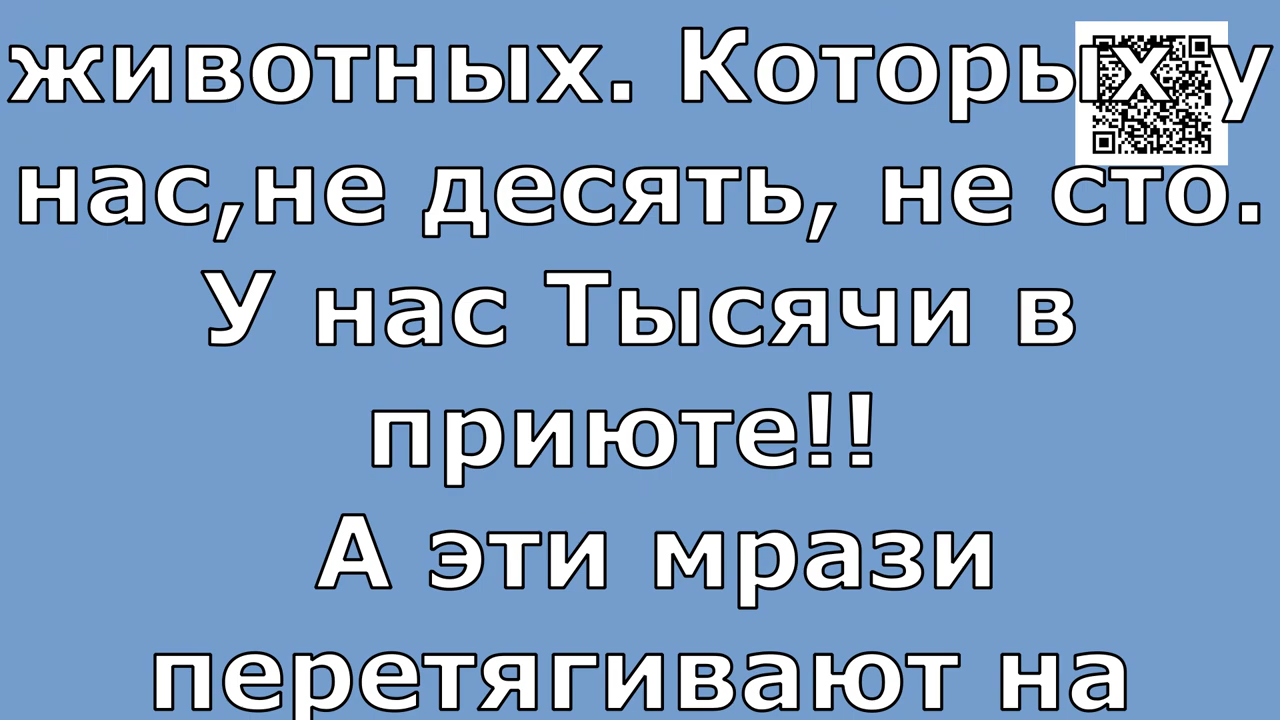 животных. Которых у
нас,не десять, не сто.
У нас Тысячи в
приюте!!
А эти мрази
перетягивают на